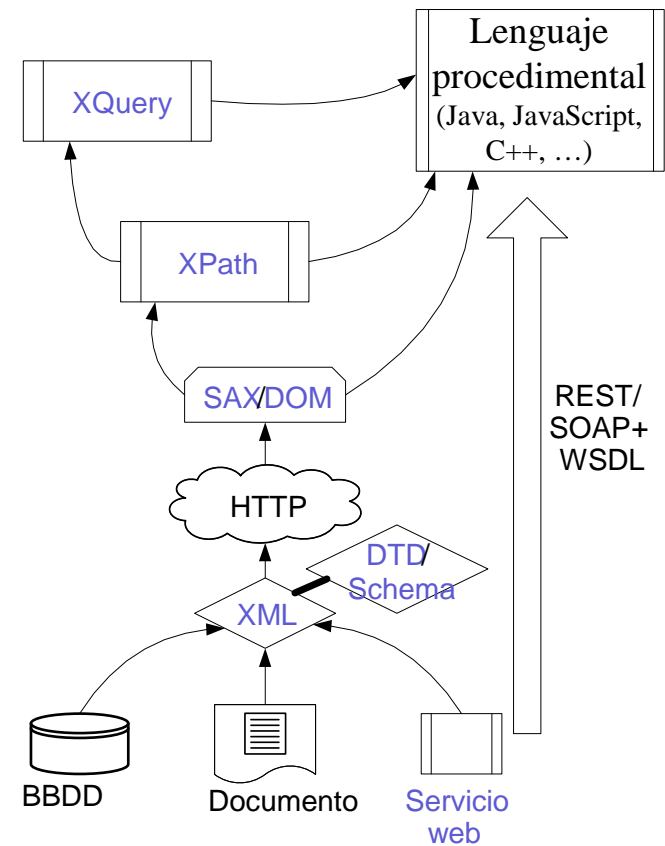 Lenguaje
procedimental
(Java, JavaScript,
C++, …)
XQuery
XPath
SAX/DOM
REST/
SOAP+
WSDL
HTTP
DTD/
Schema
XML
BBDD
Documento
Servicio
web